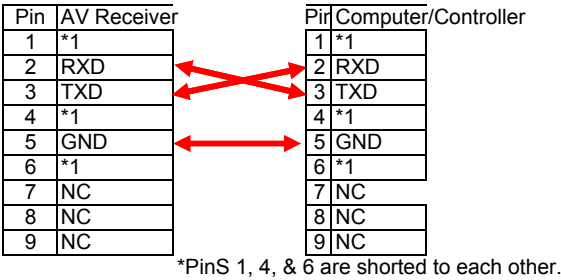 Pin AV Receiver Pin Computer/Controller
1 *1 1 *1
2 RXD 2 RXD
3 TXD 3 TXD
4 *1 4 *1
5 GND 5 GND
6 *1 6 *1
7 NC 7 NC
8 NC 8 NC
9 NC 9 NC
*PinS 1, 4, & 6 are shorted to each other.